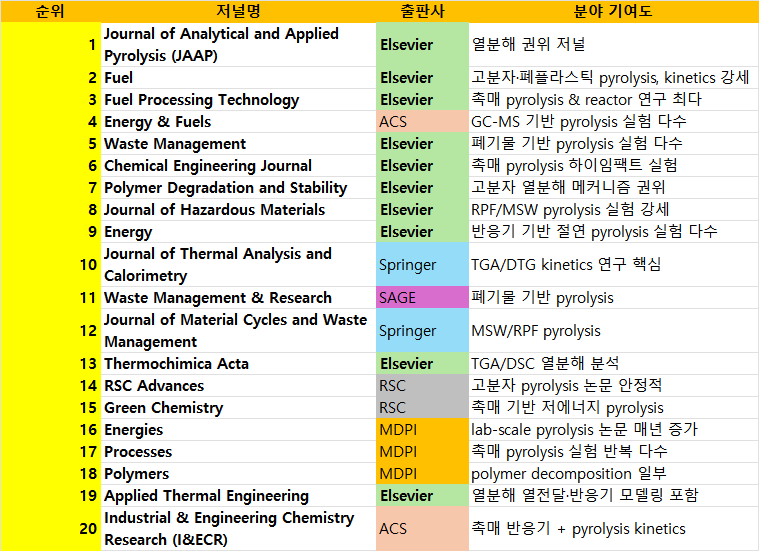 순위 저널명 출판사 분야 기여도
1 Journal of Analytical and Applied Pyrolysis (JAAP) Elsevier 열분해 권위 저널
2 Fuel Elsevier 고분자·폐플라스틱 pyrolysis, kinetics 강세
3 Fuel Processing Technology Elsevier 촉매 pyrolysis & reactor 연구 최다
4 Energy & Fuels ACS GC-MS 기반 pyrolysis 실험 다수
5 Waste Management Elsevier 폐기물 기반 pyrolysis 실험 다수
6 Chemical Engineering Journal Elsevier 촉매 pyrolysis 하이임팩트 실험
7 Polymer Degradation and Stability Elsevier 고분자 열분해 메커니즘 권위
8 Journal of Hazardous Materials Elsevier RPF/MSW pyrolysis 실험 강세
9 Energy Elsevier 반응기 기반 절연 pyrolysis 실험 다수
10 Journal of Thermal Analysis and Calorimetry Springer TGA/DTG kinetics 연구 핵심
11 Waste Management & Research SAGE 폐기물 기반 pyrolysis
12 Journal of Material Cycles and Waste Management Springer MSW/RPF pyrolysis
13 Thermochimica Acta Elsevier TGA/DSC 열분해 분석
14 RSC Advances RSC 고분자 pyrolysis 논문 안정적
15 Green Chemistry RSC 촉매 기반 저에너지 pyrolysis
16 Energies MDPI lab-scale pyrolysis 논문 매년 증가
17 Processes MDPI 촉매 pyrolysis 실험 반복 다수
18 Polymers MDPI polymer decomposition 일부
19 Applied Thermal Engineering Elsevier 열분해 열전달·반응기 모델링 포함
20 Industrial & Engineering Chemistry Research (I&ECR) ACS 촉매 반응기 + pyrolysis kinetics